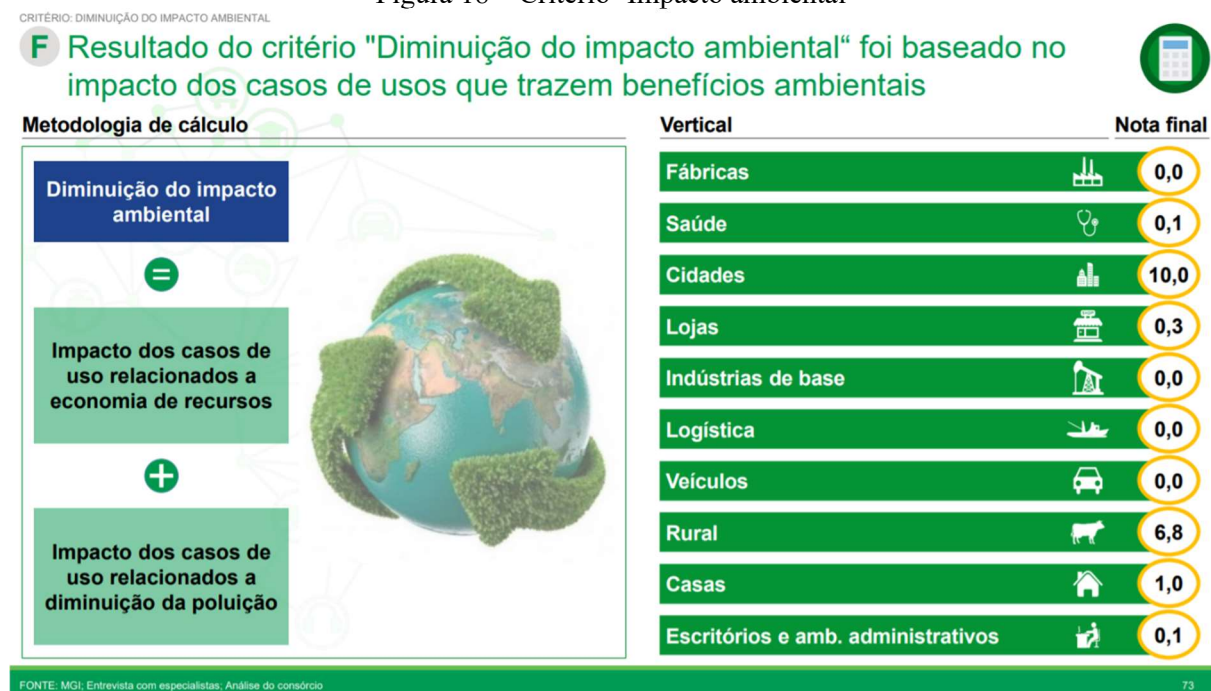 Figura 18 – Critério "Impacto ambiental"
CRITÉRIO: DIMINUIÇÃO DO IMPACTO AMBIENTAL
F Resultado do critério "Diminuição do impacto ambiental“ foi baseado no
impacto dos casos de usos que trazem benefícios ambientais
Metodologia de cálculo
Diminuição do impacto
ambiental
=
Impacto dos casos de
uso relacionados a
economia de recursos
+
Impacto dos casos de
uso relacionados a
diminuição da poluição
Vertical Nota final
Fábricas 0,0
Saúde 0,1
Cidades 10,0
Lojas 0,3
Indústrias de base 0,0
Logística 0,0
Veículos 0,0
Rural 6,8
Casas 1,0
Escritórios e amb. administrativos 0,1
FONTE: MGI; Entrevista com especialistas; Análise do consórcio
73